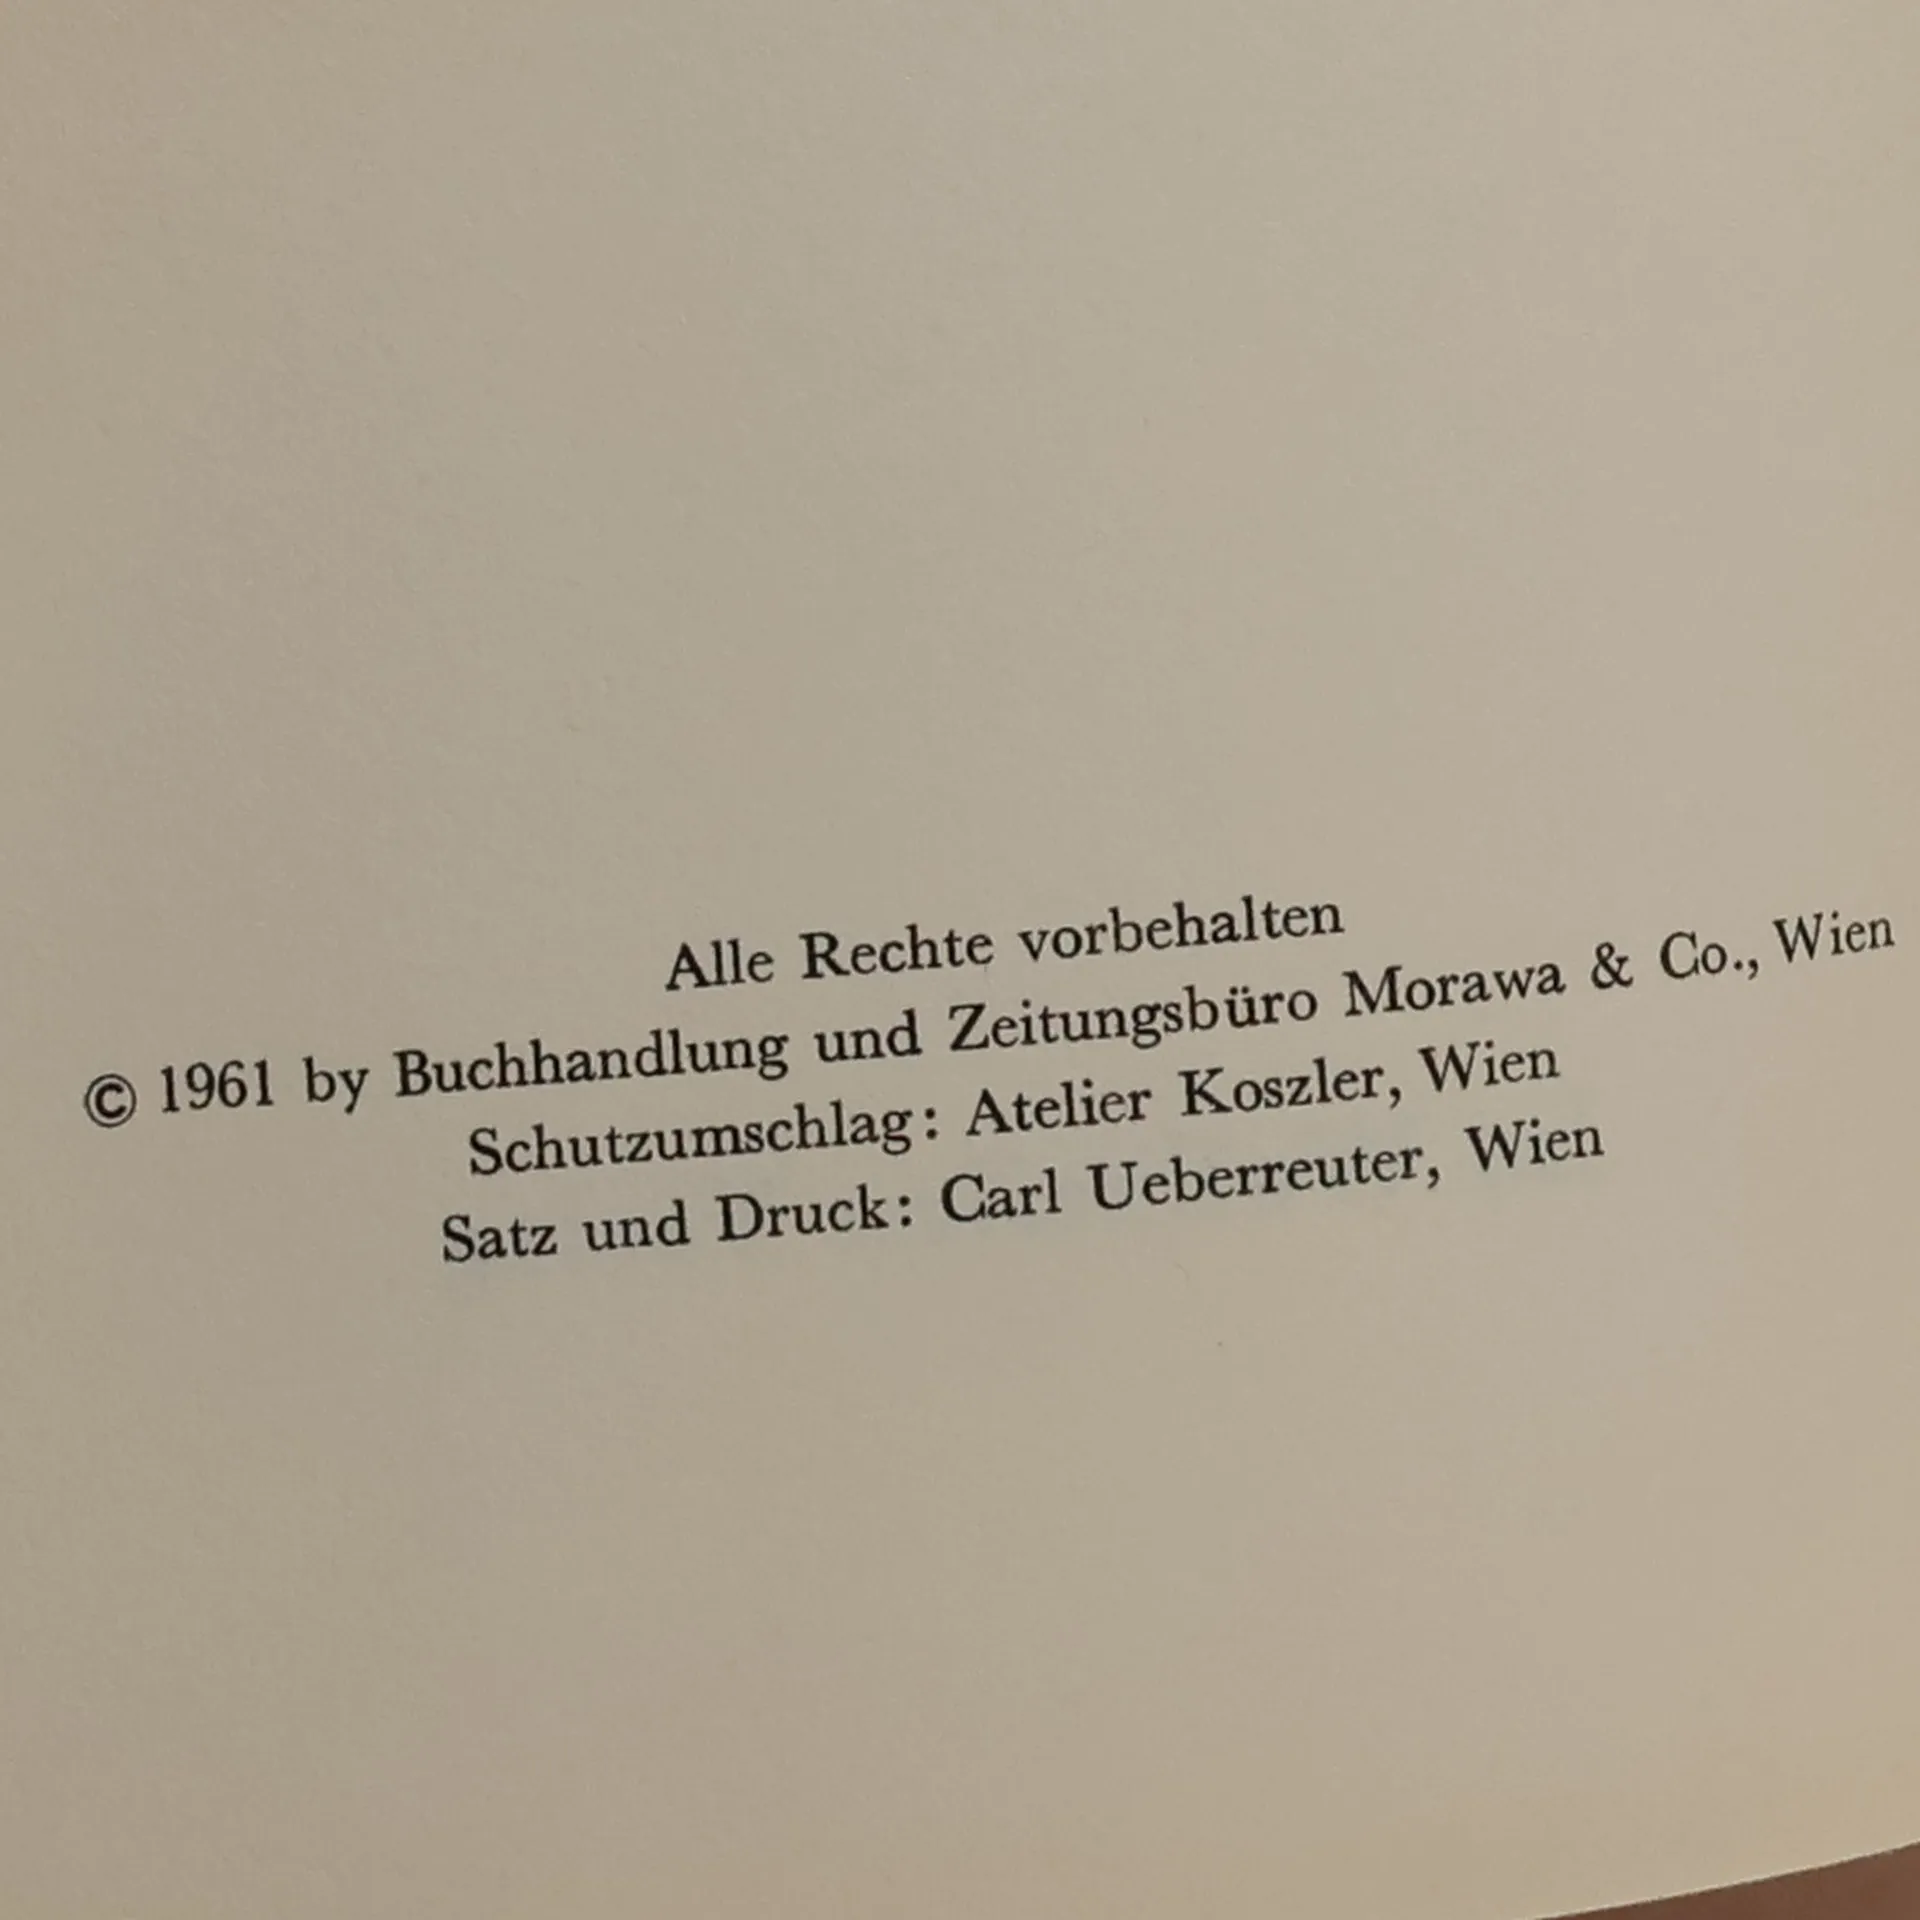 Alle Rechte vorbehalten
© 1961 by Buchhandlung und Zeitungsbüro Morawa & Co., Wien
Schutzumschlag: Atelier Koszler, Wien
Satz und Druck: Carl Ueberreuter, Wien